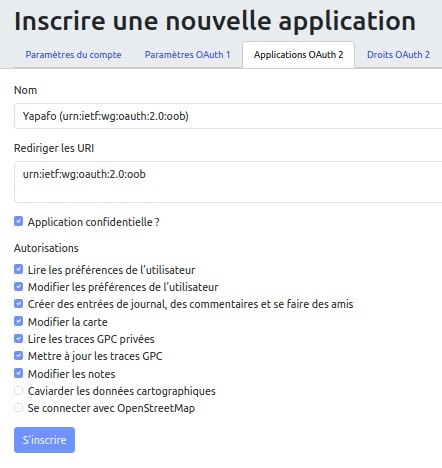 Inscrire une nouvelle application
Paramètres du compte Paramètres OAuth 1 Applications OAuth 2 Droits OAuth 2
Nom
Yapafo (urn:ietf:wg:oauth:2.0:oob)
Rediriger les URI
urn:ietf:wg:oauth:2.0:oob
Application confidentielle ?
Autorisations
Lire les préférences de l’utilisateur
Modifier les préférences de l’utilisateur
Créer des entrées de journal, des commentaires et se faire des amis
Modifier la carte
Lire les traces GPC privées
Mettre à jour les traces GPC
Modifier les notes
Caviarder les données cartographiques
Se connecter avec OpenStreetMap
S’inscrire